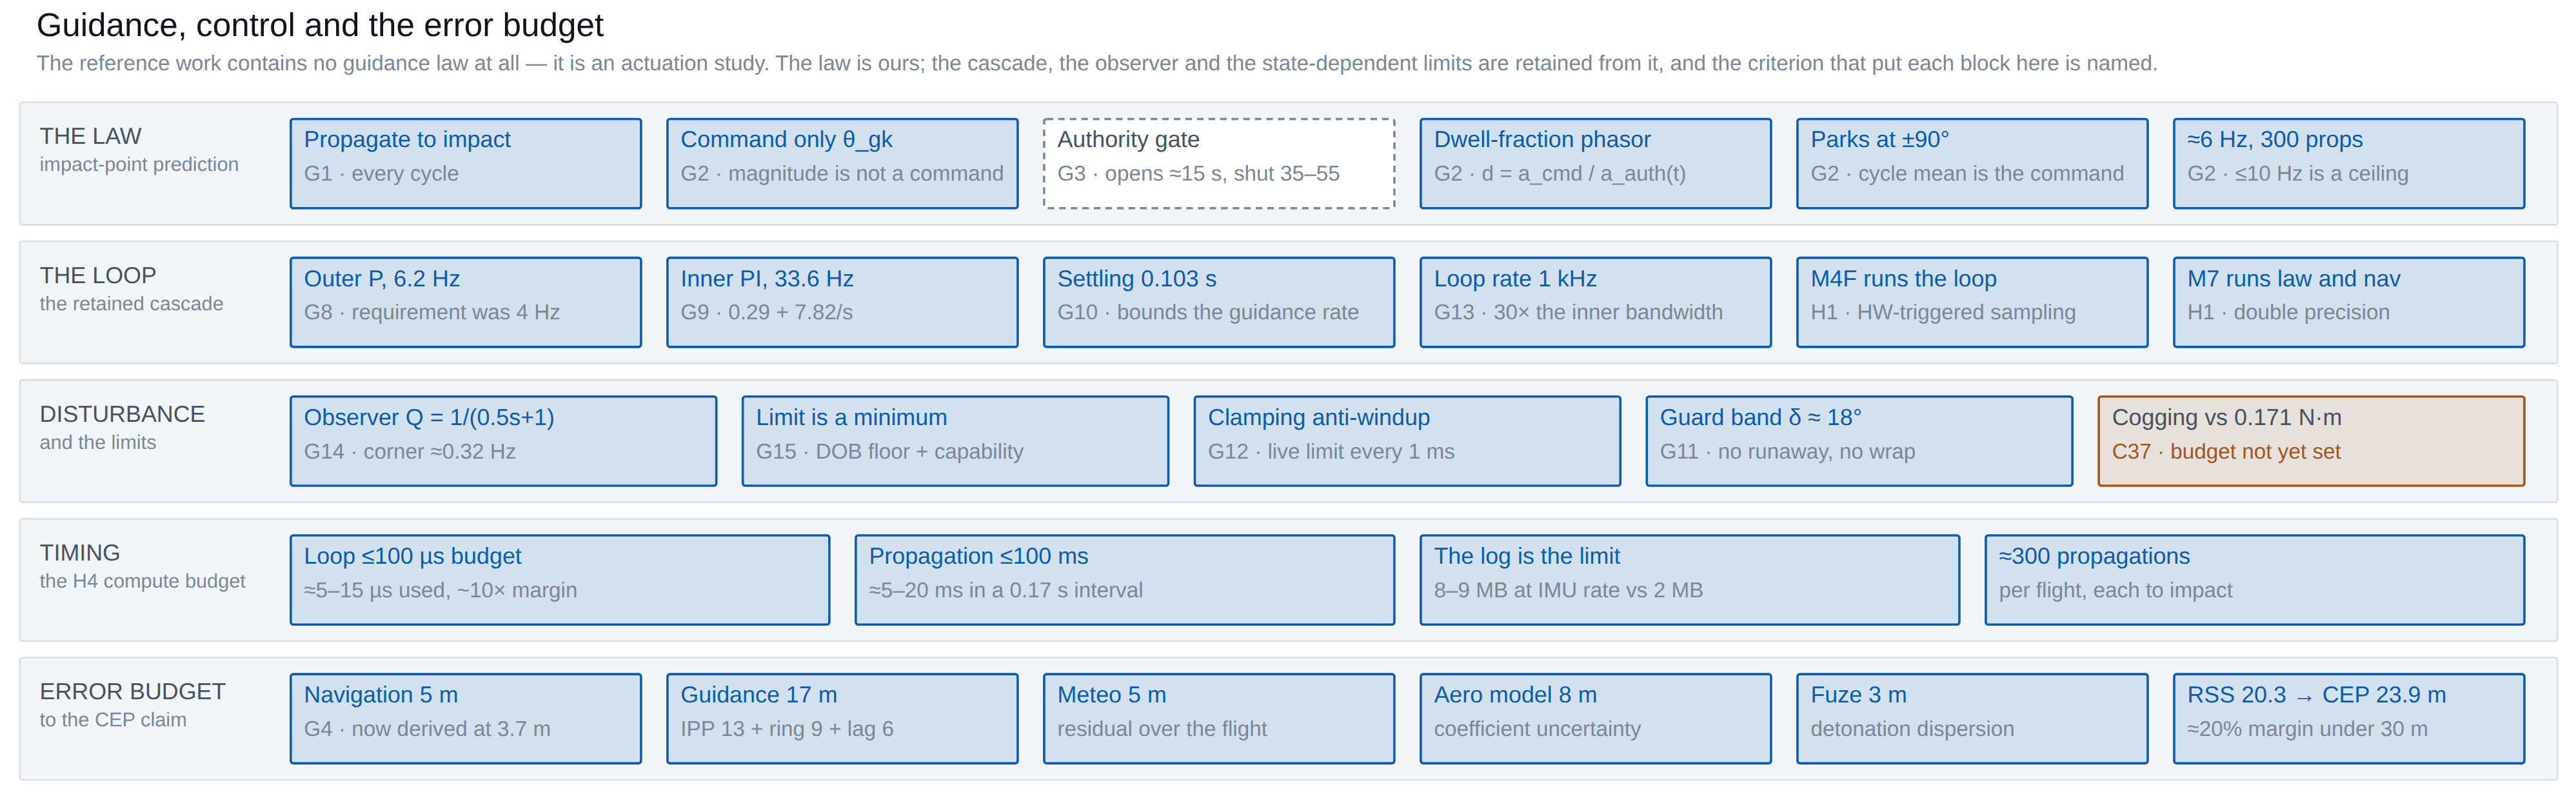 Guidance, control and the error budget
The reference work contains no guidance law at all — it is an actuation study. The law is ours; the cascade, the observer and the state-dependent limits are retained from it, and the criterion that put each block here is named.
THE LAW
impact-point prediction
Propagate to impact
G1 · every cycle
Command only θ_gk
G2 · magnitude is not a command
Authority gate
G3 · opens ≈15 s, shut 35–55
Dwell-fraction phasor
G2 · d = a_cmd / a_auth(t)
Parks at ±90°
G2 · cycle mean is the command
≈6 Hz, 300 props
G2 · ≤10 Hz is a ceiling
THE LOOP
the retained cascade
Outer P, 6.2 Hz
G8 · requirement was 4 Hz
Inner PI, 33.6 Hz
G9 · 0.29 + 7.82/s
Settling 0.103 s
G10 · bounds the guidance rate
Loop rate 1 kHz
G13 · 30× the inner bandwidth
M4F runs the loop
H1 · HW-triggered sampling
M7 runs law and nav
H1 · double precision
DISTURBANCE
and the limits
Observer Q = 1/(0.5s+1)
G14 · corner ≈0.32 Hz
Limit is a minimum
G15 · DOB floor + capability
Clamping anti-windup
G12 · live limit every 1 ms
Guard band δ ≈ 18°
G11 · no runaway, no wrap
Cogging vs 0.171 N·m
C37 · budget not yet set
TIMING
the H4 compute budget
Loop ≤100 µs budget
≈5–15 µs used, ~10× margin
Propagation ≤100 ms
≈5–20 ms in a 0.17 s interval
The log is the limit
8–9 MB at IMU rate vs 2 MB
≈300 propagations
per flight, each to impact
ERROR BUDGET
to the CEP claim
Navigation 5 m
G4 · now derived at 3.7 m
Guidance 17 m
IPP 13 + ring 9 + lag 6
Meteo 5 m
residual over the flight
Aero model 8 m
coefficient uncertainty
Fuze 3 m
detonation dispersion
RSS 20.3 → CEP 23.9 m
≈20% margin under 30 m